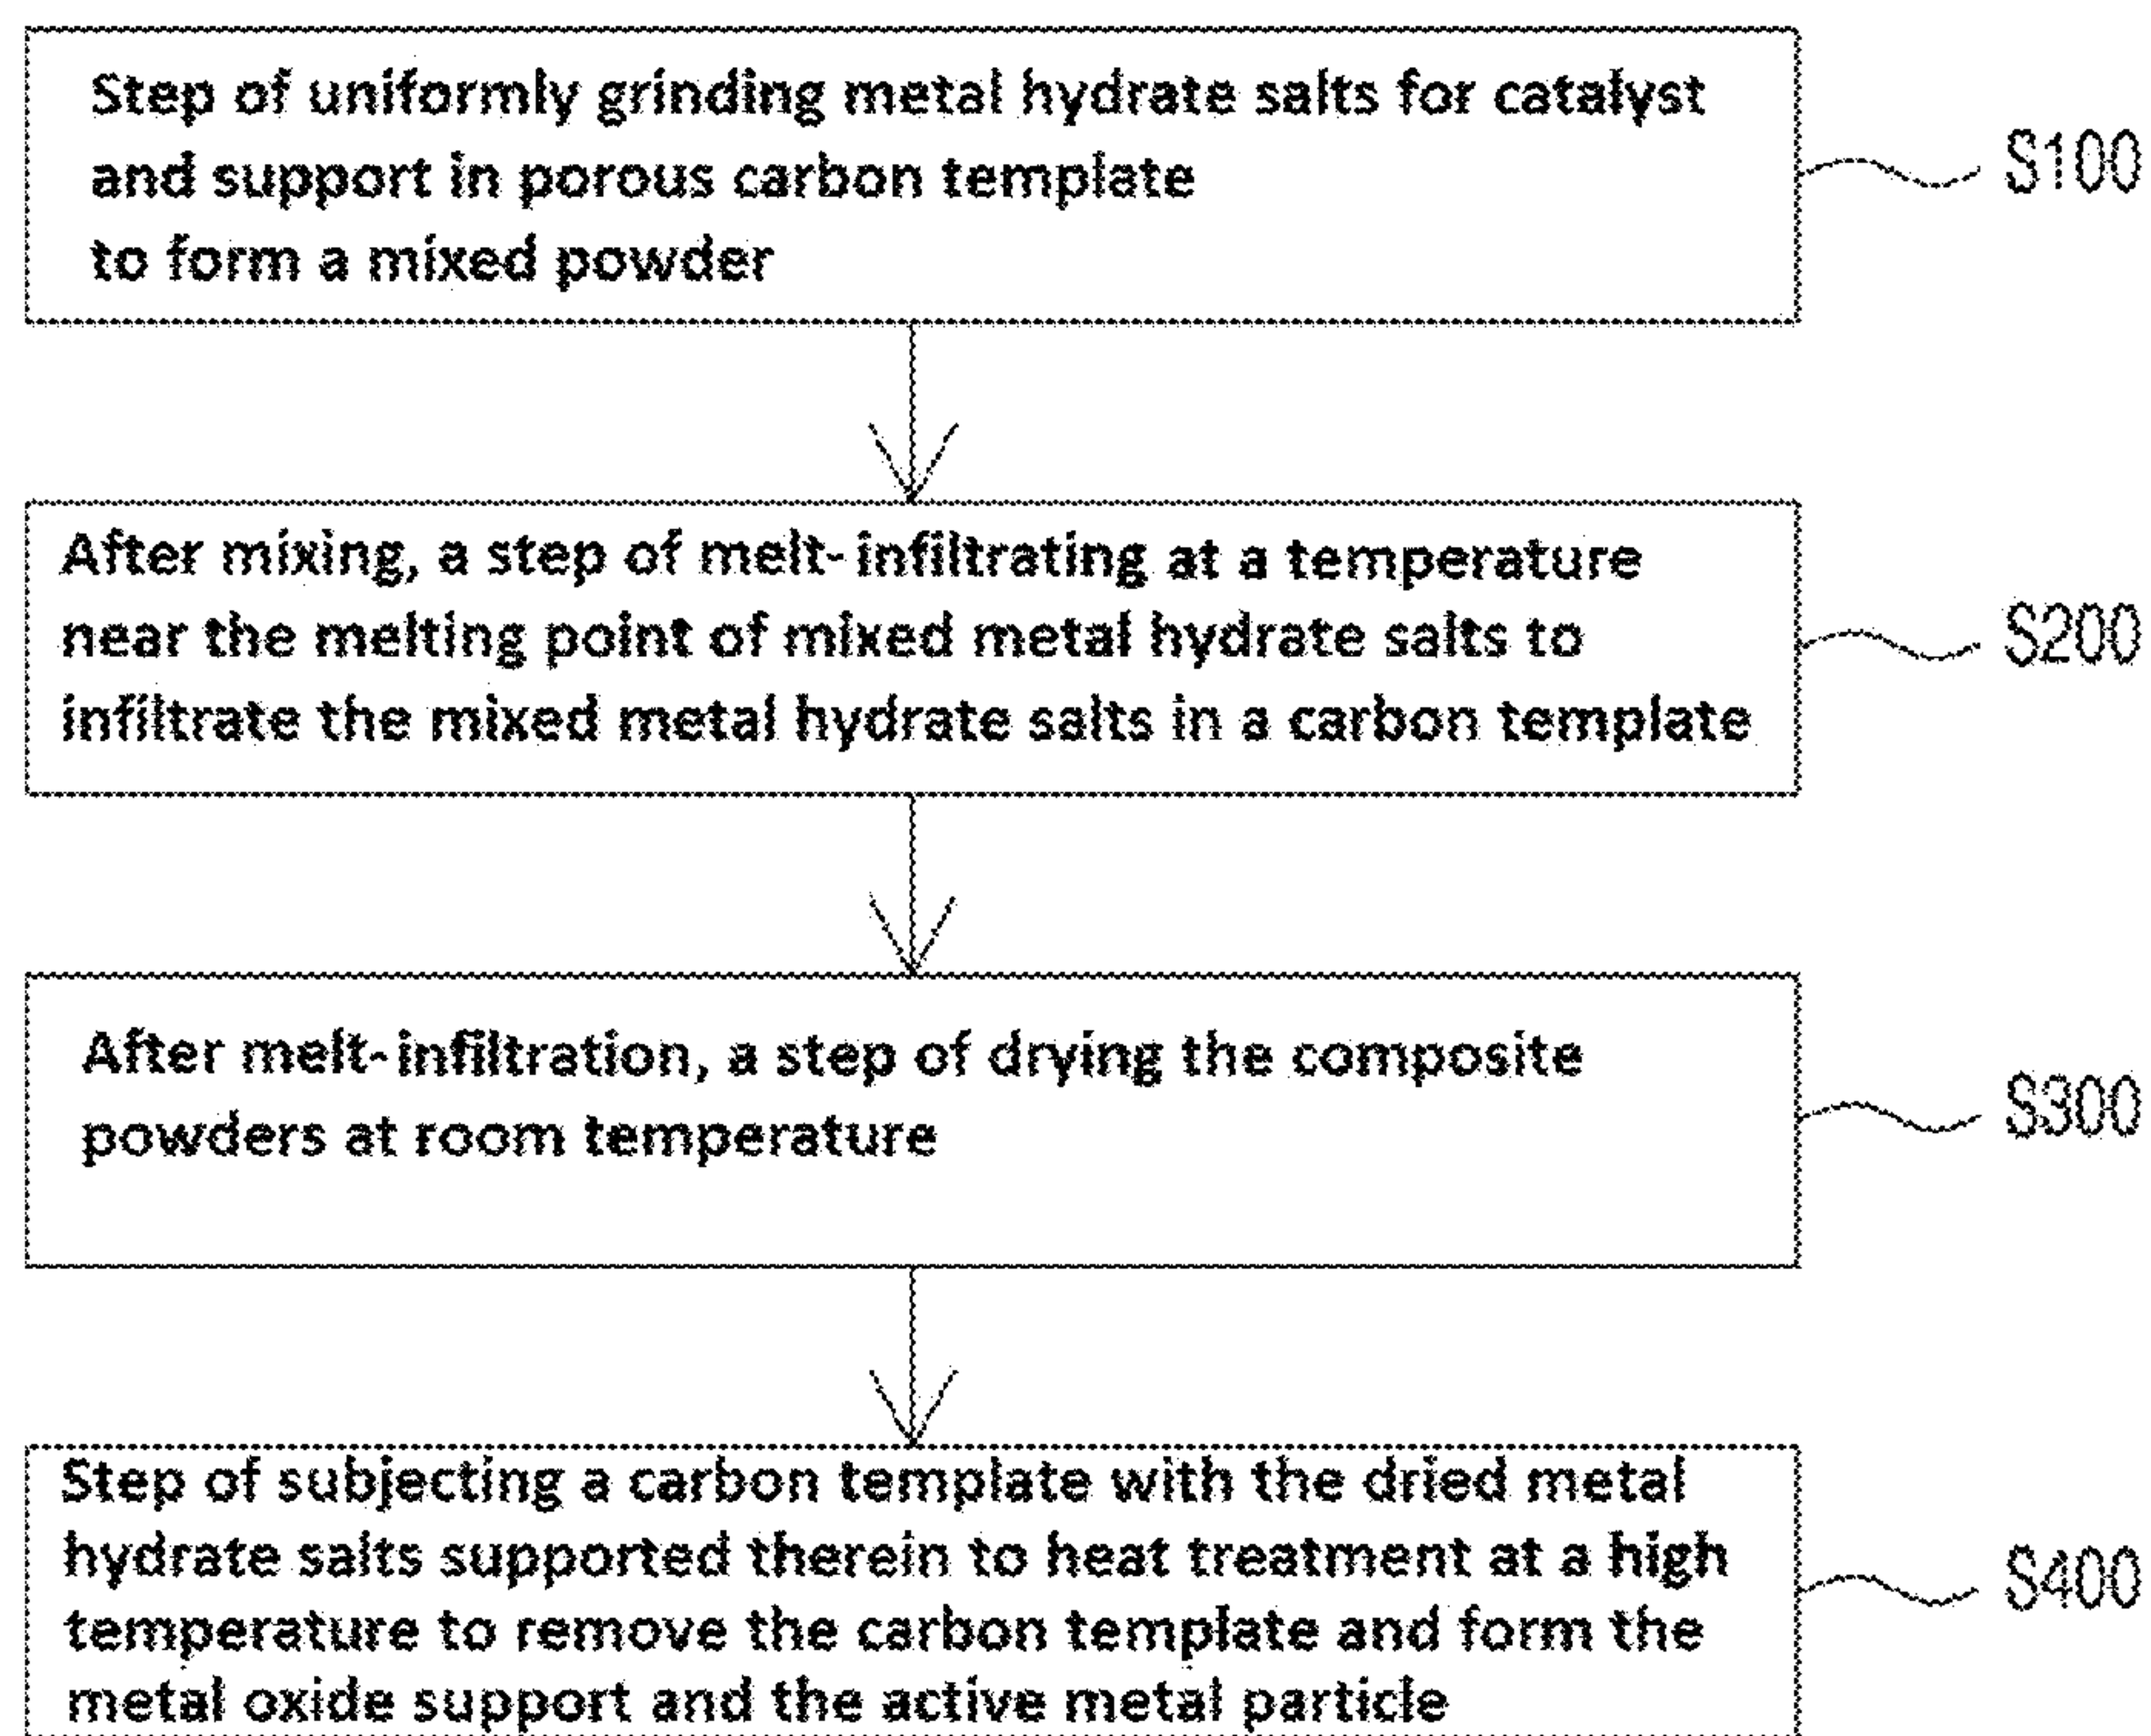 Step of uniformly grinding metal hydrate salts for catalyst
and support in porous carbon template
to form a mixed powder
S100
After mixing, a step of melt-infiltrating at a temperature
near the melting point of mixed metal hydrate salts to
infiltrate the mixed metal hydrate salts in a carbon template
S200
After melt-infiltration, a step of drying the composite
powders at room temperature
S300
Step of subjecting a carbon template with the dried metal
hydrate salts supported therein to heat treatment at a high
temperature to remove the carbon template and form the
metal oxide support and the active metal particle
S400